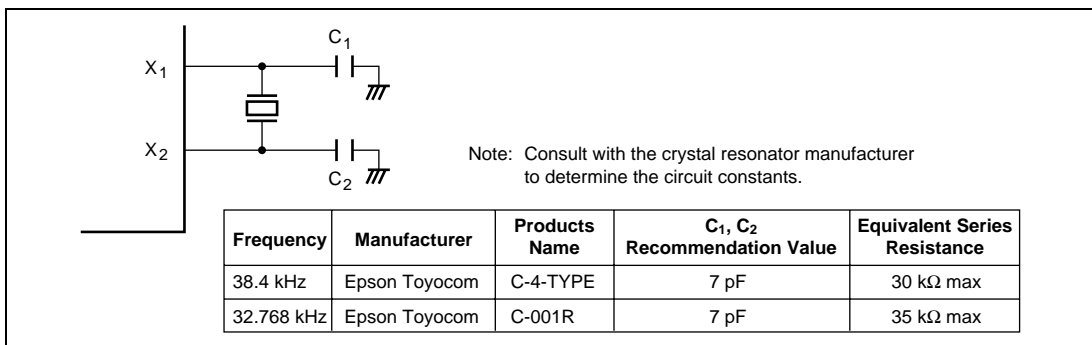 C1
X1
X2
C2
Note: Consult with the crystal resonator manufacturer
to determine the circuit constants.
Frequency Manufacturer Products Name C1, C2 Recommendation Value Equivalent Series Resistance
38.4 kHz Epson Toyocom C-4-TYPE 7 pF 30 kΩ max
32.768 kHz Epson Toyocom C-001R 7 pF 35 kΩ max